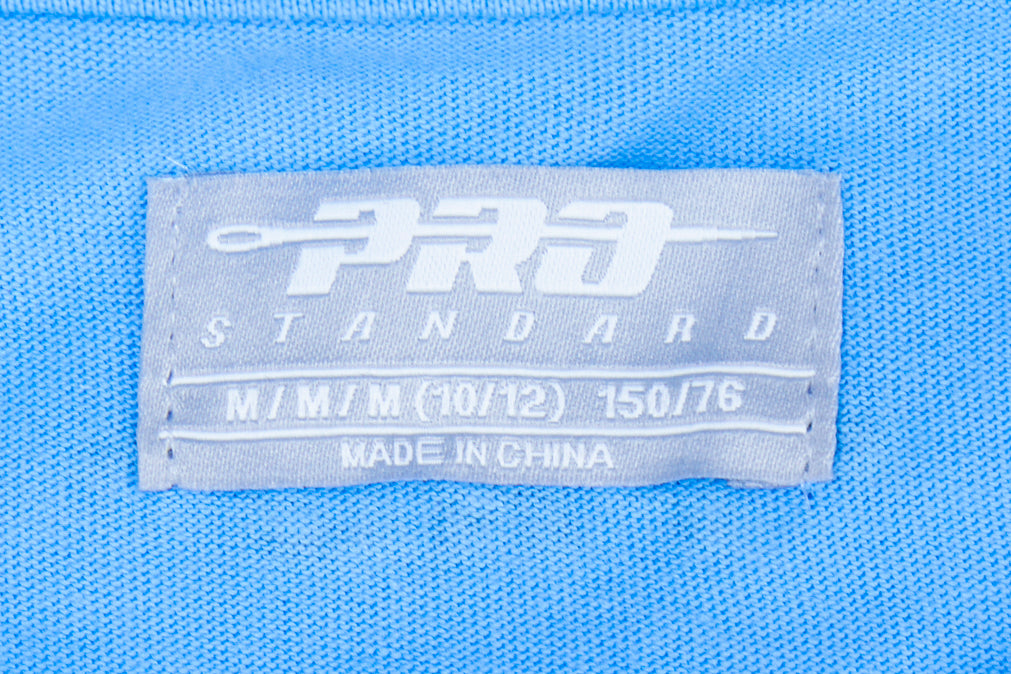 PRO
STANDARD
M/M/M (10/12) 150/76
MADE IN CHINA